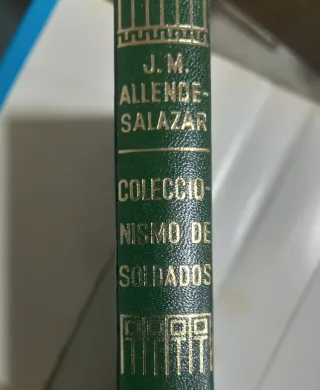 J. M.
ALLENDE-
SALAZAR
COLECCIO-
NISMO DE
SOLDADOS